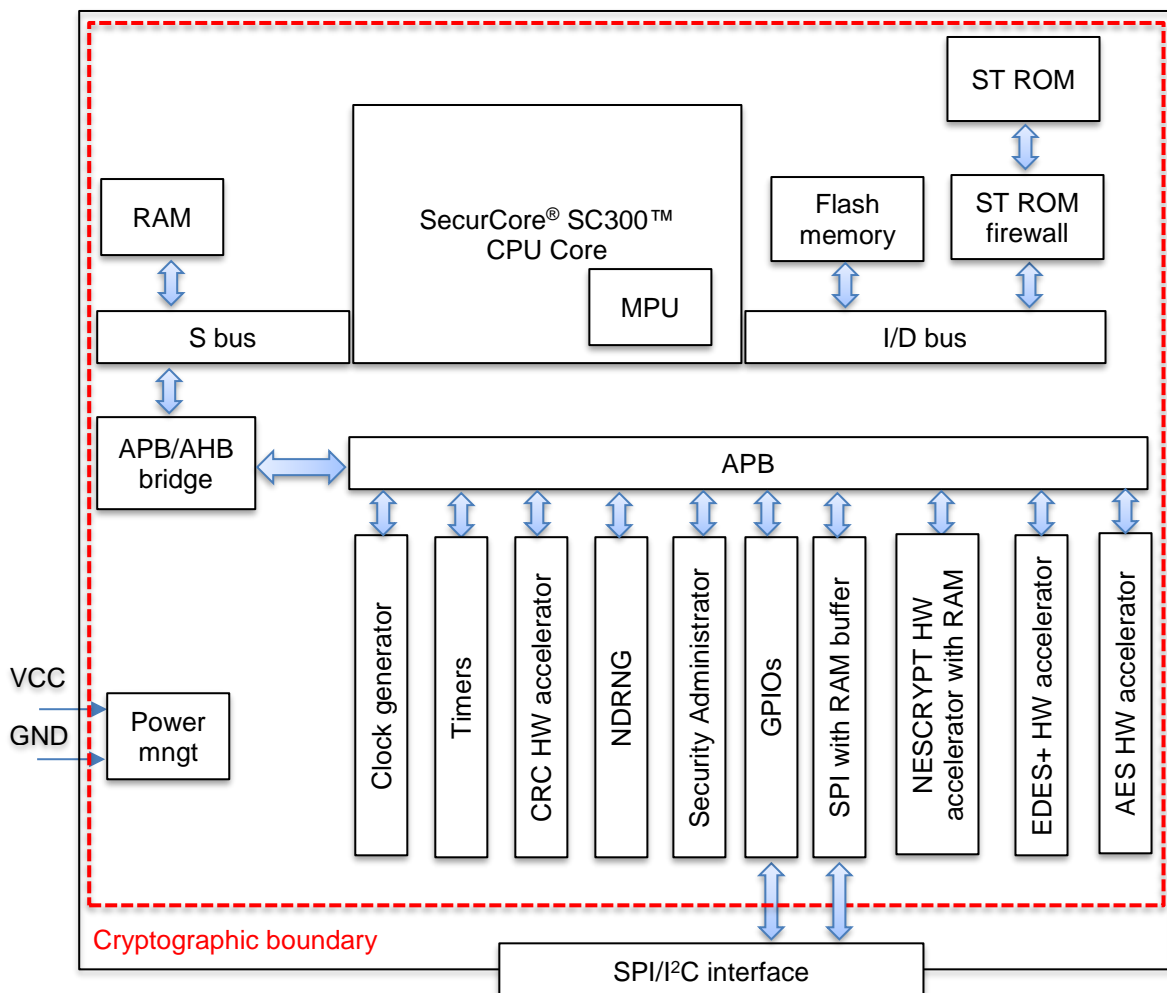 ST ROM
RAM
SecurCore® SC300™
CPU Core
MPU
Flash
memory
ST ROM
firewall
S bus
I/D bus
APB/AHB
bridge
APB
VCC
GND
Power
mngt
Clock generator
Timers
CRC HW accelerator
NDRNG
Security Administrator
GPIOs
SPI with RAM buffer
NESCRYPT HW
accelerator with RAM
EDES+ HW accelerator
AES HW accelerator
Cryptographic boundary
SPI/I²C interface